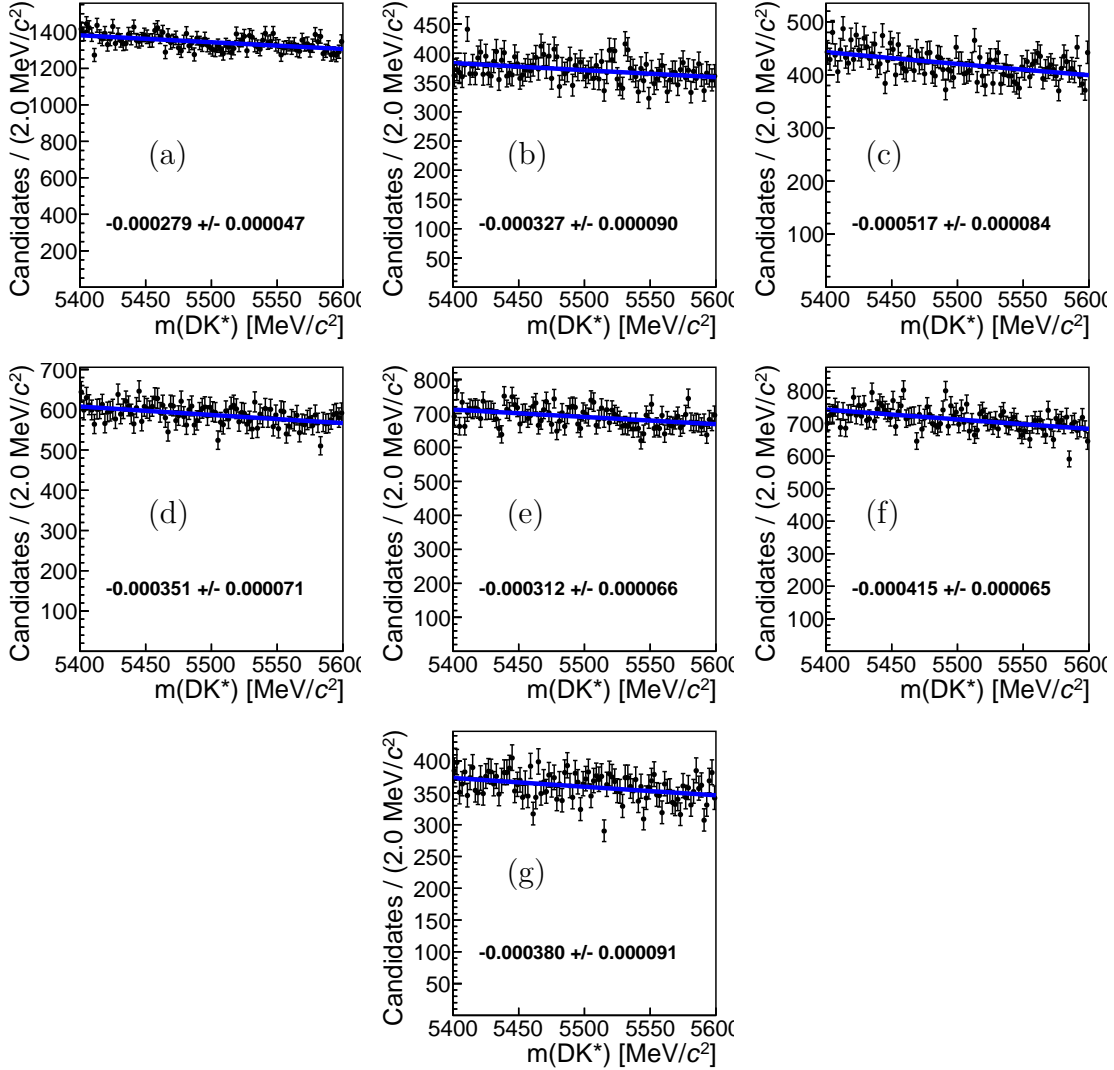 Candidates / (2.0 MeV/c²)
1400
1200
1000
800
600
400
200
(a)
-0.000279 +/- 0.000047
5400 5450 5500 5550 5600
m(DK*) [MeV/c²]
Candidates / (2.0 MeV/c²)
450
400
350
300
250
200
150
100
50
(b)
-0.000327 +/- 0.000090
5400 5450 5500 5550 5600
m(DK*) [MeV/c²]
Candidates / (2.0 MeV/c²)
500
400
300
200
100
(c)
-0.000517 +/- 0.000084
5400 5450 5500 5550 5600
m(DK*) [MeV/c²]
Candidates / (2.0 MeV/c²)
700
600
500
400
300
200
100
(d)
-0.000351 +/- 0.000071
5400 5450 5500 5550 5600
m(DK*) [MeV/c²]
Candidates / (2.0 MeV/c²)
800
700
600
500
400
300
200
100
(e)
-0.000312 +/- 0.000066
5400 5450 5500 5550 5600
m(DK*) [MeV/c²]
Candidates / (2.0 MeV/c²)
800
700
600
500
400
300
200
100
(f)
-0.000415 +/- 0.000065
5400 5450 5500 5550 5600
m(DK*) [MeV/c²]
Candidates / (2.0 MeV/c²)
400
350
300
250
200
150
100
50
(g)
-0.000380 +/- 0.000091
5400 5450 5500 5550 5600
m(DK*) [MeV/c²]